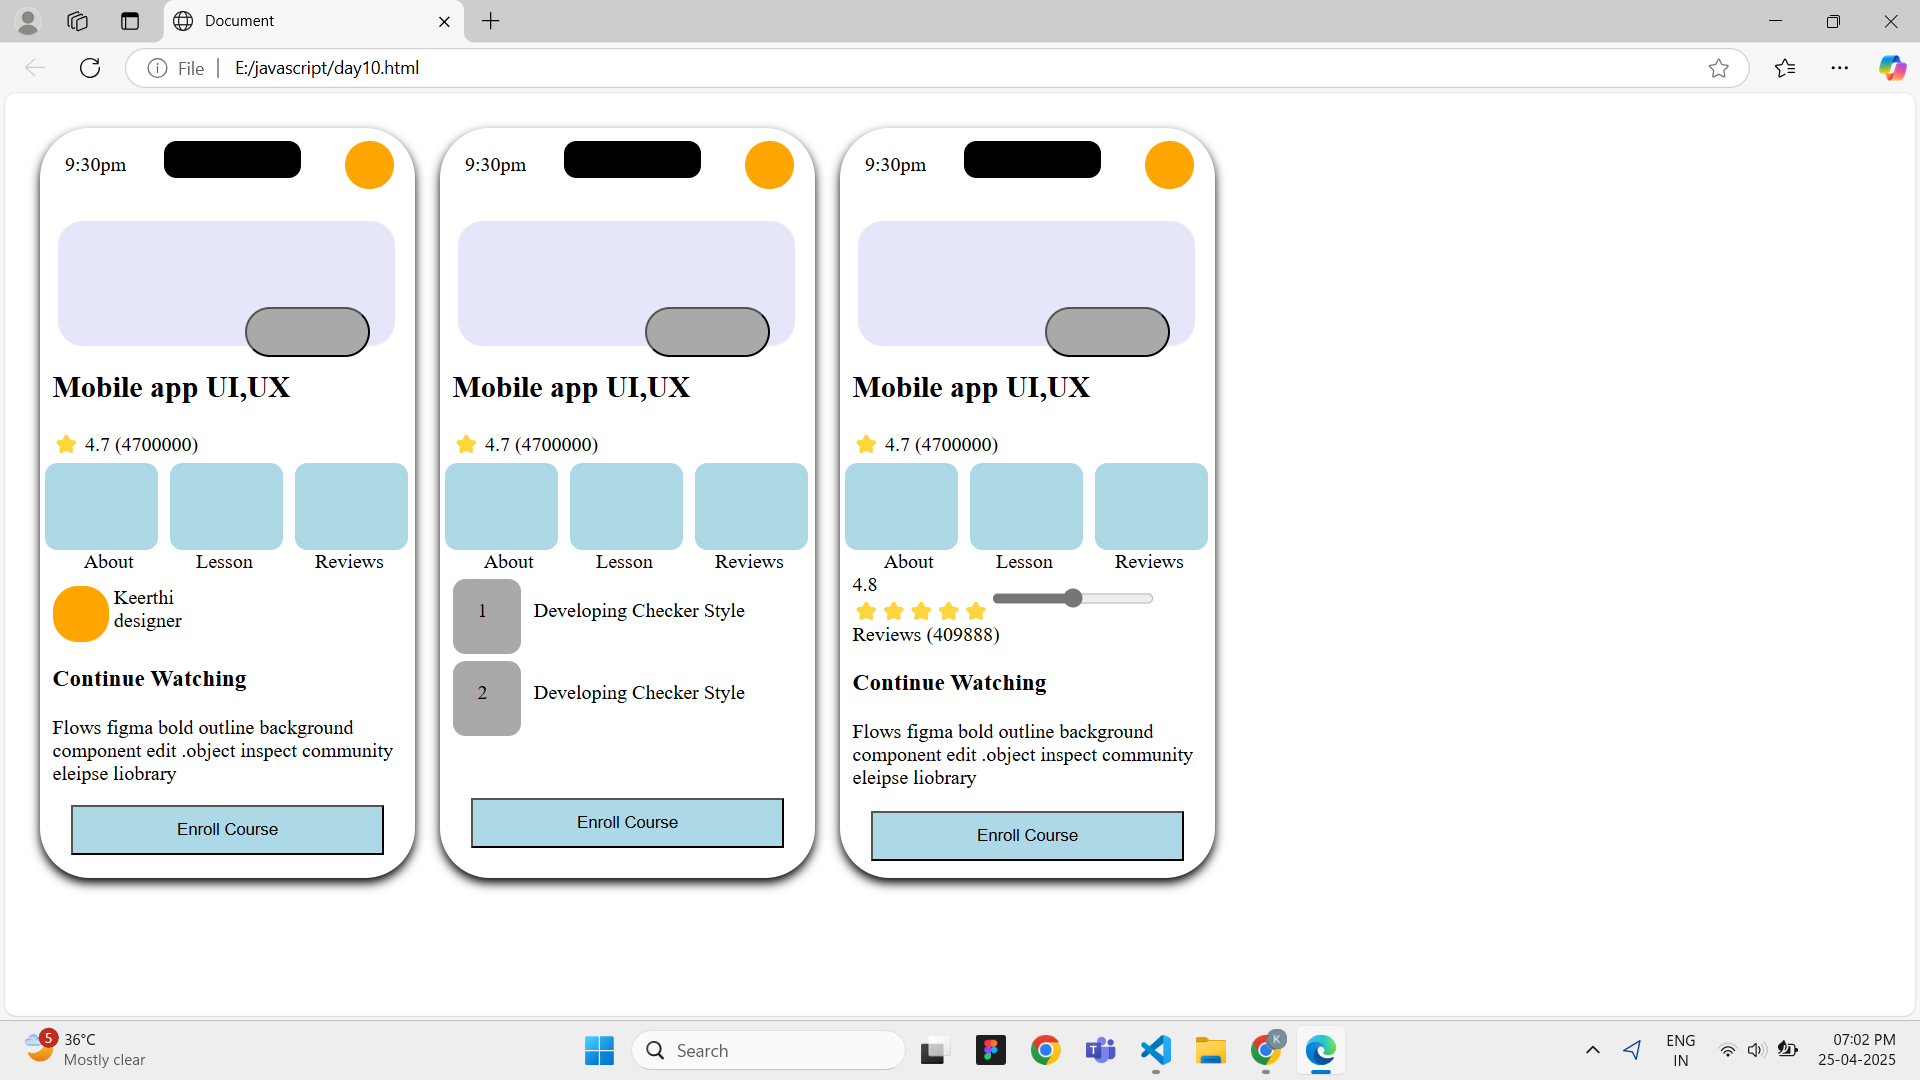 Document
File
E:/javascript/day10.html
9:30pm
Mobile app UI,UX
4.7 (4700000)
About Lesson Reviews
Keerthi
designer
Continue Watching
Flows figma bold outline background
component edit .object inspect community
eleipse liobrary
Enroll Course
9:30pm
Mobile app UI,UX
4.7 (4700000)
About Lesson Reviews
1 Developing Checker Style
2 Developing Checker Style
Enroll Course
9:30pm
Mobile app UI,UX
4.7 (4700000)
About Lesson Reviews
4.8
Reviews (409888)
Continue Watching
Flows figma bold outline background
component edit .object inspect community
eleipse liobrary
Enroll Course
5
36°C
Mostly clear
Search
T
K
ENG
IN
07:02 PM
25-04-2025